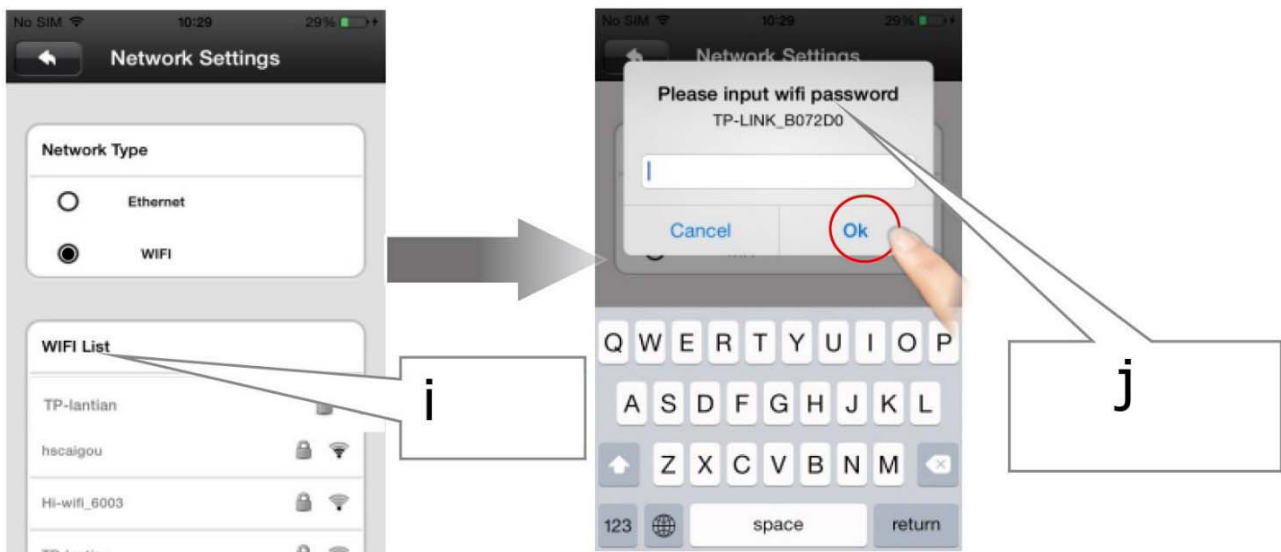 No SIM 10:29 29%
Network Settings
Network Type
Ethernet
WIFI
WIFI List
TP-lantian
hscaigou
Hi-wifi_6003
i
No SIM 10:29 29%
Network Settings
Please input wifi password
TP-LINK_B072D0
Cancel Ok
Q W E R T Y U I O P
A S D F G H J K L
Z X C V B N M
123 space return
j